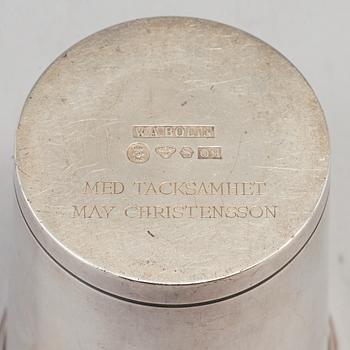 W.A. BOLIN
MED TACKSAMHET
MAY CHRISTENSSON